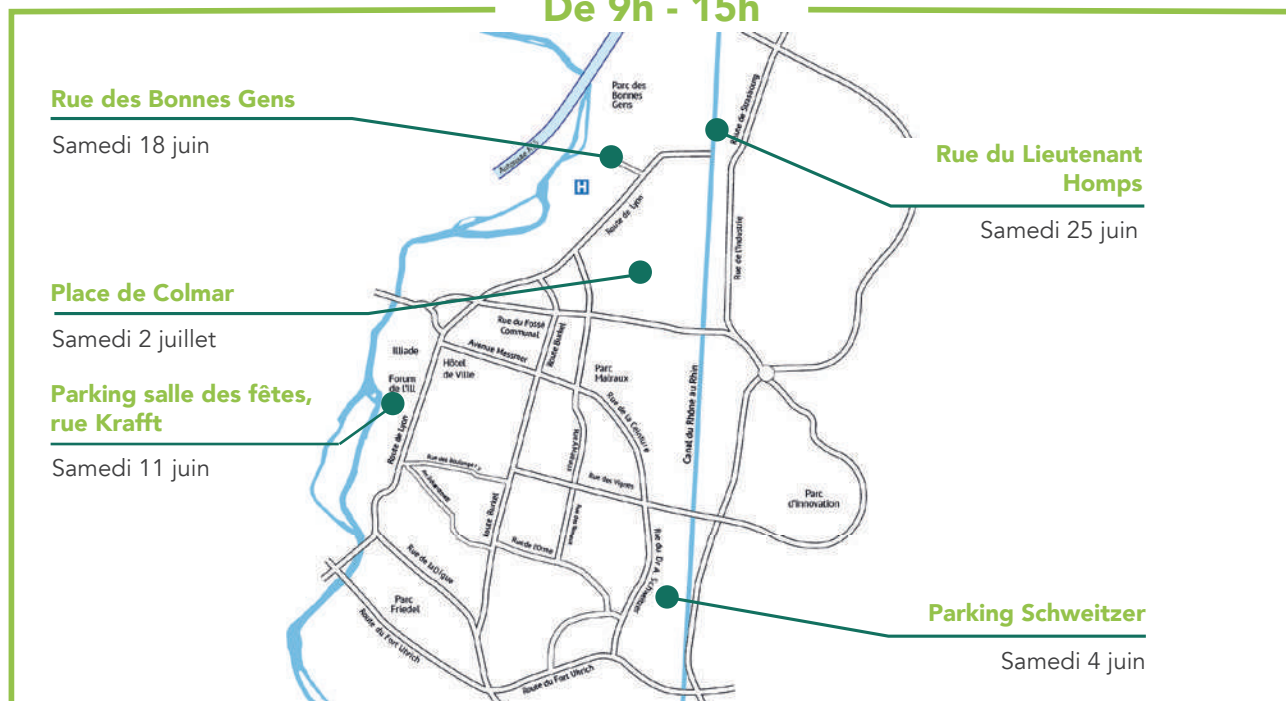 De 9h - 15h
Rue des Bonnes Gens
Samedi 18 juin
Place de Colmar
Samedi 2 juillet
Parking salle des fêtes,
rue Krafft
Samedi 11 juin
Rue du Lieutenant
Homps
Samedi 25 juin
Parking Schweitzer
Samedi 4 juin
Parc des
Bonnes
Gens
Autoroute
H
Route de Strasbourg
Route de Lyon
Rue de l'Industrie
Rue du Fossé
Communal
Route Burkel
Avenue Messmer
Illiade
Hôtel
de Ville
Forum
de l'Ill
Parc
Malraux
Rue de la Ceinture
Canal du Rhône au Rhin
Route de Lyon
Rue des Vignes
Parc
d'Innovation
Route Burkel
Rue de l'Orme
Rue du Dr A. Schweitzer
Rue de la Digue
Parc
Friedel
Route du Fort Uhrich
Route du Fort Uhrich